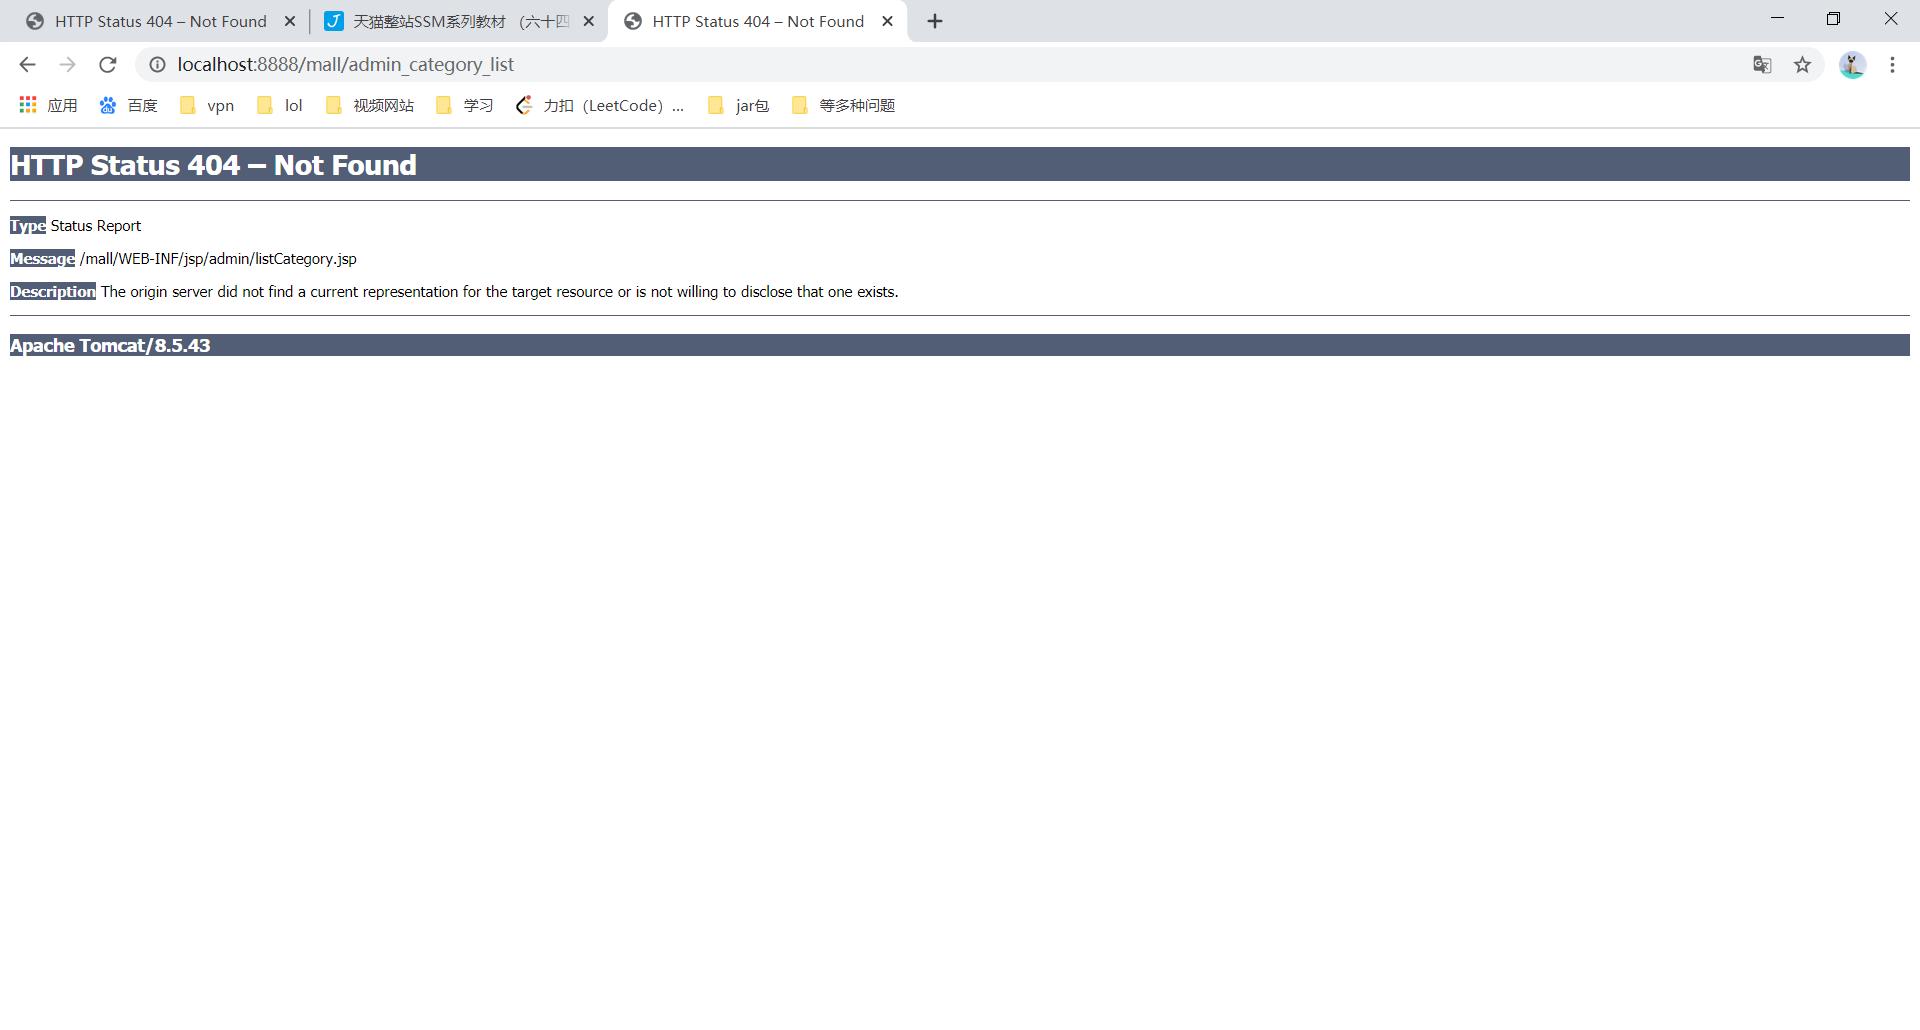 HTTP Status 404 – Not Found
天猫整站SSM系列教材 (六十四
HTTP Status 404 – Not Found
localhost:8888/mall/admin_category_list
应用 百度 vpn lol 视频网站 学习 力扣（LeetCode）... jar包 等多种问题
HTTP Status 404 – Not Found
Type Status Report
Message /mall/WEB-INF/jsp/admin/listCategory.jsp
Description The origin server did not find a current representation for the target resource or is not willing to disclose that one exists.
Apache Tomcat/8.5.43